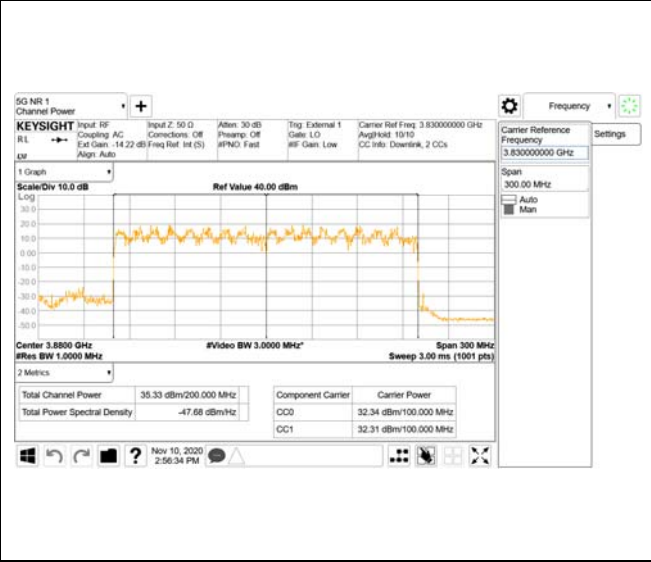 5G NR 1
Channel Power
Frequency
KEYSIGHT
RL
Input: RF
Coupling: AC
Ext Gain: -14.22 dB
Align: Auto
Input Z: 50 Ω
Corrections: Off
Freq Ref: Int (S)
Atten: 30 dB
Preamp: Off
#PNO: Fast
Trig: External 1
Gate: LO
#IF Gain: Low
Carrier Ref Freq: 3.830000000 GHz
Avg|Hold: 10/10
CC Info: Downlink, 2 CCs
Carrier Reference
Frequency
3.830000000 GHz
Settings
Span
300.00 MHz
Auto
Man
1 Graph
Scale/Div 10.0 dB
Ref Value 40.00 dBm
Log
30.0
20.0
10.0
0.00
-10.0
-20.0
-30.0
-40.0
-50.0
Center 3.8800 GHz
#Video BW 3.0000 MHz*
Span 300 MHz
#Res BW 1.0000 MHz
Sweep 3.00 ms (1001 pts)
2 Metrics
Total Channel Power 35.33 dBm/200.000 MHz
Total Power Spectral Density -47.68 dBm/Hz
Component Carrier Carrier Power
CC0 32.34 dBm/100.000 MHz
CC1 32.31 dBm/100.000 MHz
?
Nov 10, 2020
2:56:34 PM